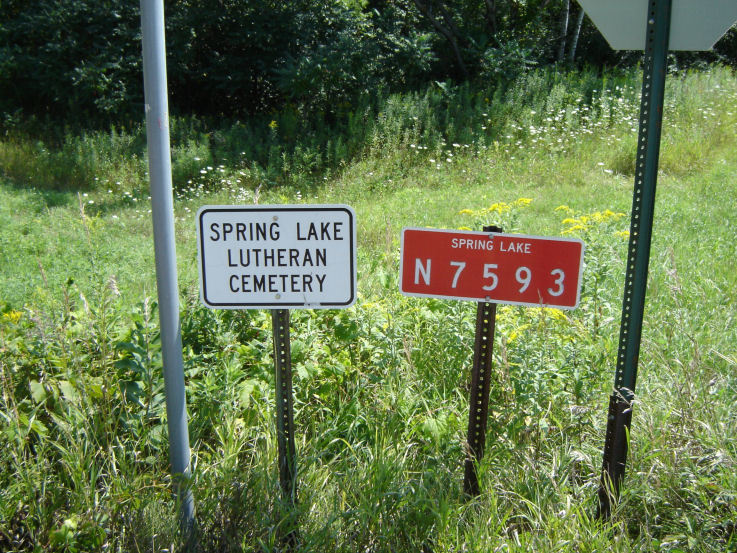 SPRING LAKE
LUTHERAN
CEMETERY
SPRING LAKE
N 7593